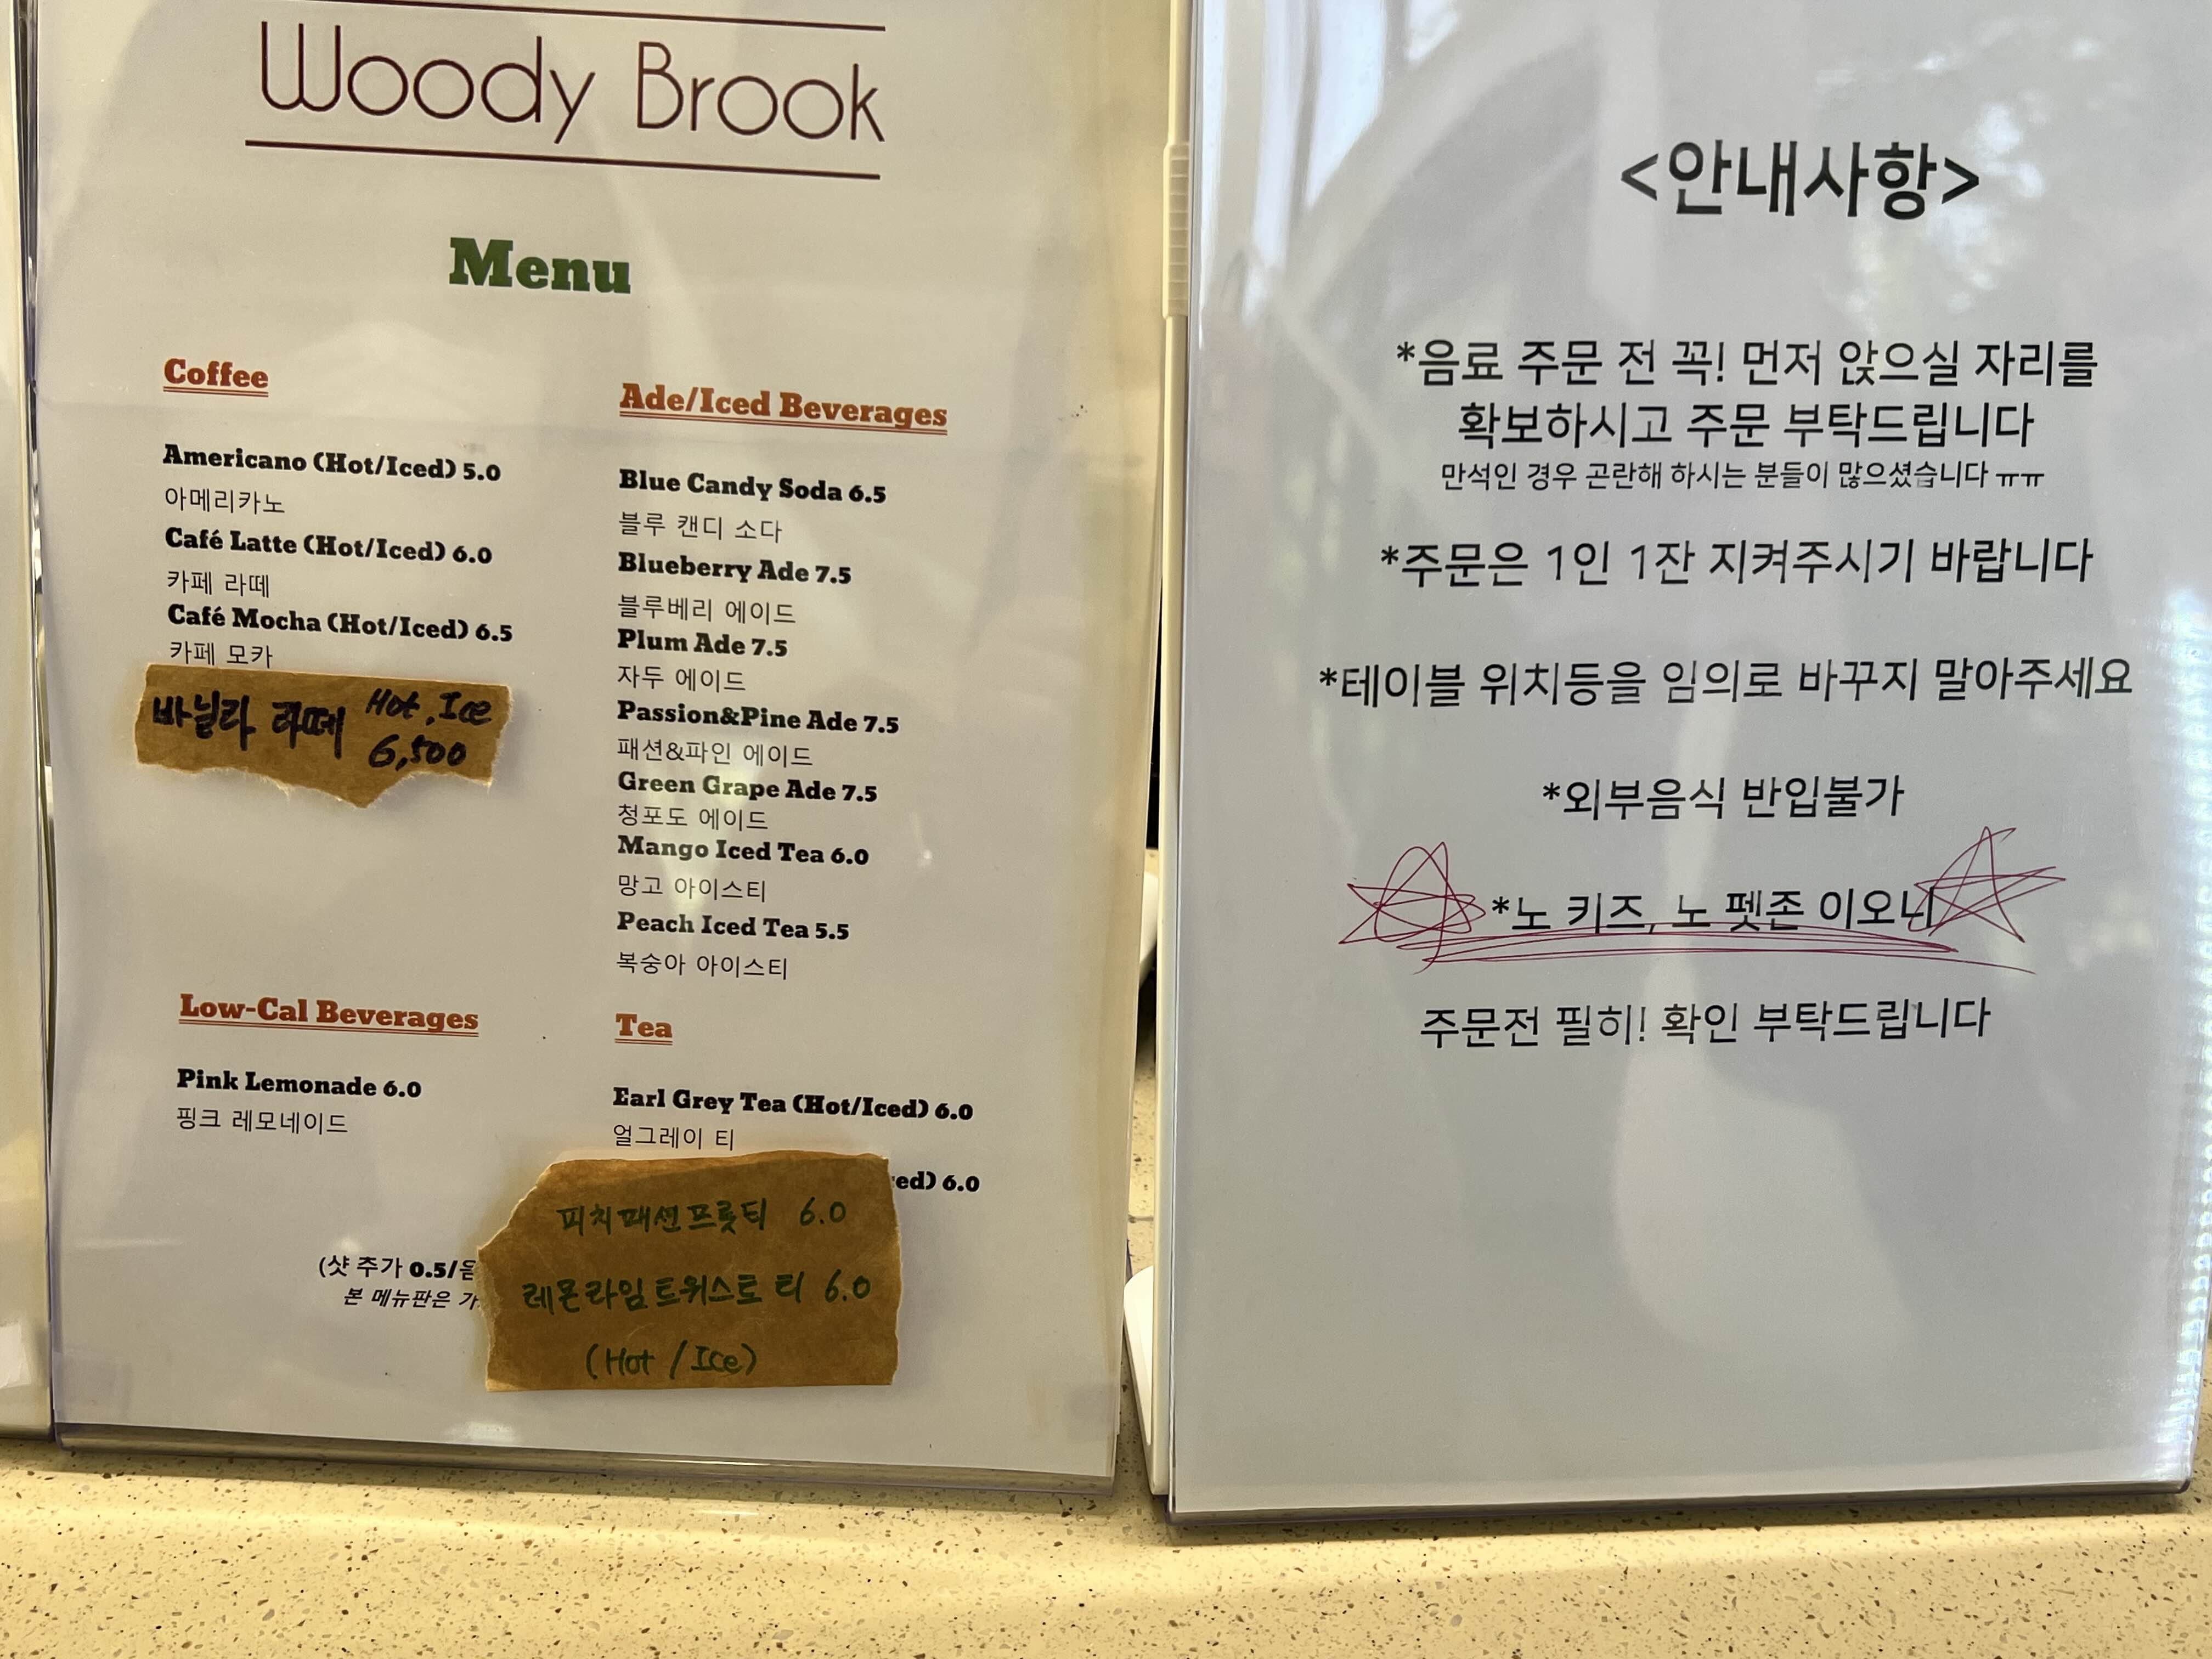 Woody Brook
Menu
Coffee
Americano (Hot/Iced) 5.0
아메리카노
Café Latte (Hot/Iced) 6.0
카페 라떼
Café Mocha (Hot/Iced) 6.5
카페 모카
바닐라 라떼 Hot, Ice
6,500
Ade/Iced Beverages
Blue Candy Soda 6.5
블루 캔디 소다
Blueberry Ade 7.5
블루베리 에이드
Plum Ade 7.5
자두 에이드
Passion&Pine Ade 7.5
패션&파인 에이드
Green Grape Ade 7.5
청포도 에이드
Mango Iced Tea 6.0
망고 아이스티
Peach Iced Tea 5.5
복숭아 아이스티
Low-Cal Beverages
Pink Lemonade 6.0
핑크 레모네이드
Tea
Earl Grey Tea (Hot/Iced) 6.0
얼그레이 티
ed) 6.0
피치패션프룻티 6.0
레몬라임트위스트 티 6.0
(Hot / Ice)
(샷 추가 0.5/
본 메뉴판은
<안내사항>
*음료 주문 전 꼭! 먼저 앉으실 자리를
확보하시고 주문 부탁드립니다
만석인 경우 곤란해 하시는 분들이 많으셨습니다 ㅠㅠ
*주문은 1인 1잔 지켜주시기 바랍니다
*테이블 위치등을 임의로 바꾸지 말아주세요
*외부음식 반입불가
*노 키즈, 노 펫존 이오니
주문전 필히! 확인 부탁드립니다